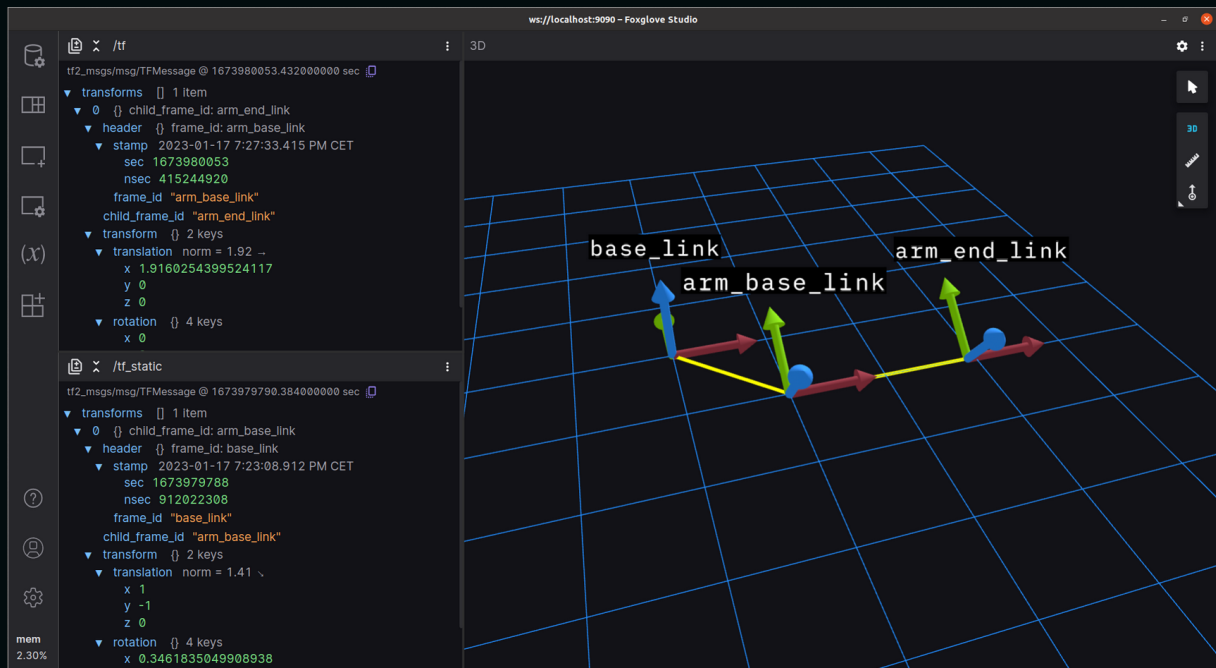 ws://localhost:9090 – Foxglove Studio
/tf
tf2_msgs/msg/TFMessage @ 1673980053.432000000 sec
transforms [] 1 item
0 {} child_frame_id: arm_end_link
header {} frame_id: arm_base_link
stamp 2023-01-17 7:27:33.415 PM CET
sec 1673980053
nsec 415244920
frame_id "arm_base_link"
child_frame_id "arm_end_link"
transform {} 2 keys
translation norm = 1.92 →
x 1.9160254399524117
y 0
z 0
rotation {} 4 keys
x 0
/tf_static
tf2_msgs/msg/TFMessage @ 1673979790.384000000 sec
transforms [] 1 item
0 {} child_frame_id: arm_base_link
header {} frame_id: base_link
stamp 2023-01-17 7:23:08.912 PM CET
sec 1673979788
nsec 912022308
frame_id "base_link"
child_frame_id "arm_base_link"
transform {} 2 keys
translation norm = 1.41 ↘
x 1
y -1
z 0
rotation {} 4 keys
x 0.3461835049908938
(x)
mem
2.30%
3D
3D
base_link
arm_base_link
arm_end_link